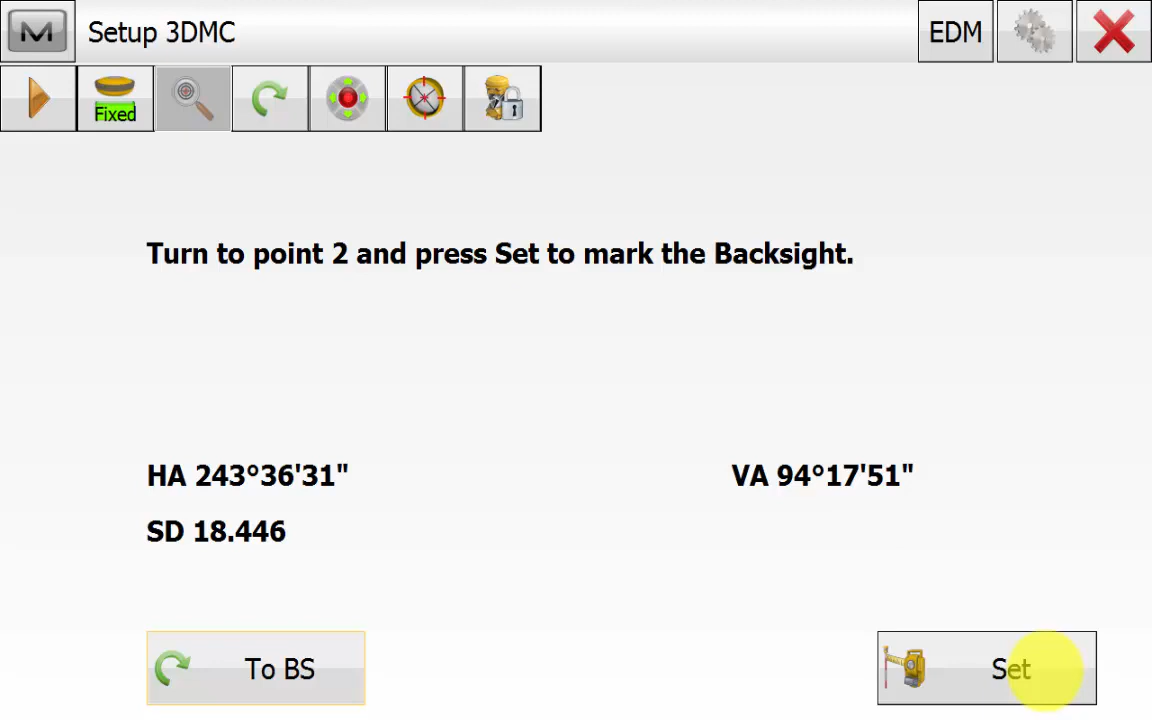 Setup 3DMC
EDM
Fixed
Turn to point 2 and press Set to mark the Backsight.
HA 243°36'31"
VA 94°17'51"
SD 18.446
To BS
Set